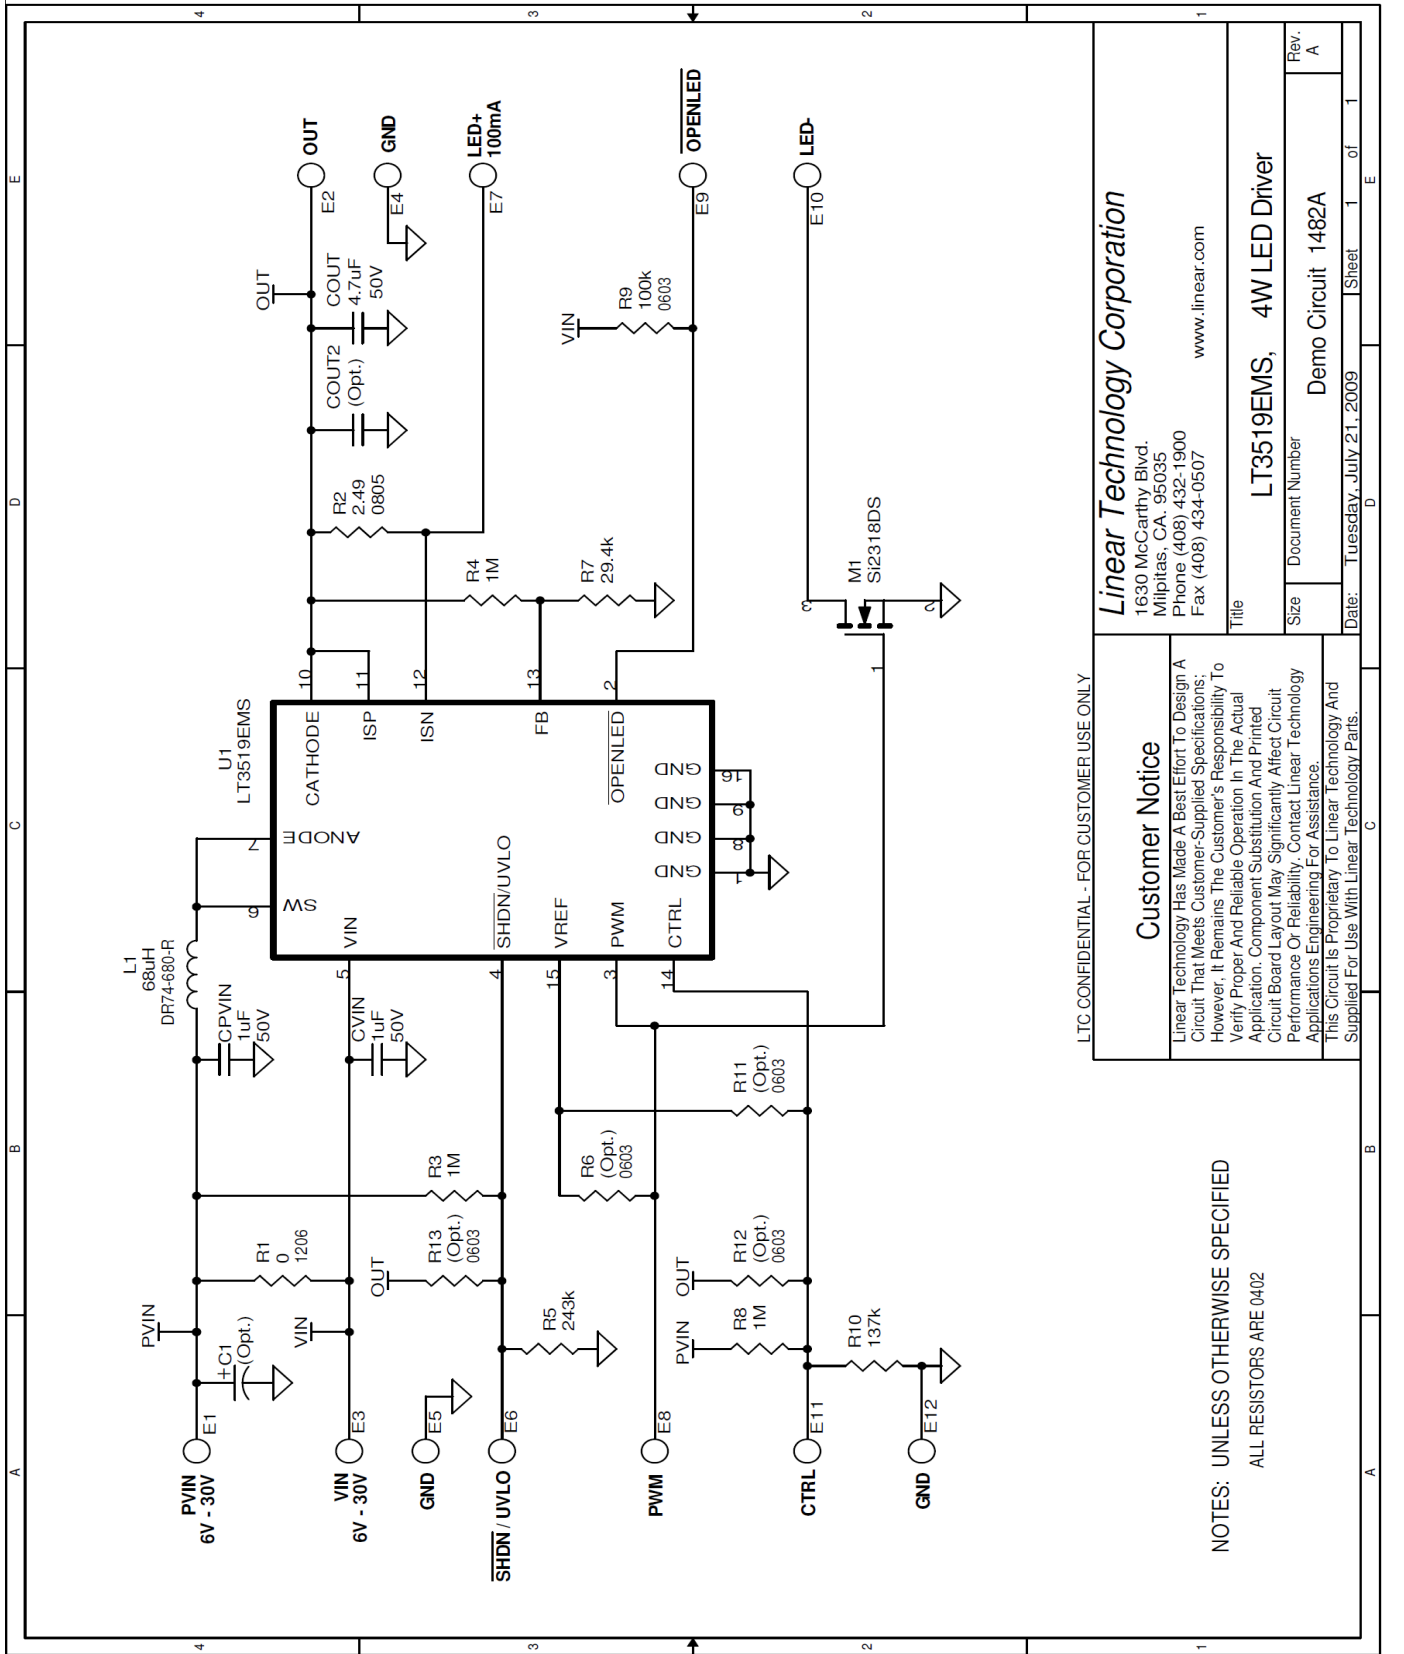 A
B
C
D
E
4
3
2
1
PVIN
6V - 30V
E1
PVIN
+C1
(Opt.)
R1
0
1206
CPVIN
1uF
50V
L1
68uH
DR74-680-R
U1
LT3519EMS
OUT
COUT2
(Opt.)
COUT
4.7uF
50V
E2
OUT
E4
GND
VIN
6V - 30V
E3
VIN
CVIN
1uF
50V
R2
2.49
0805
E7
LED+
100mA
GND
E5
OUT
R13
(Opt.)
0603
R3
1M
R4
1M
R7
29.4k
SHDN / UVLO
E6
R5
243k
SW
6
ANODE
7
VIN
5
SHDN/UVLO
4
VREF
15
PWM
3
CTRL
14
CATHODE
10
ISP
11
ISN
12
FB
13
OPENLED
2
GND
1
GND
8
GND
9
GND
16
VIN
R9
100k
0603
E9
OPENLED
PWM
E8
R6
(Opt.)
0603
R11
(Opt.)
0603
PVIN
R8
1M
OUT
R12
(Opt.)
0603
CTRL
E11
R10
137k
GND
E12
M1
Si2318DS
1
2
3
E10
LED-
NOTES: UNLESS OTHERWISE SPECIFIED
ALL RESISTORS ARE 0402
LTC CONFIDENTIAL - FOR CUSTOMER USE ONLY
Customer Notice
Linear Technology Has Made A Best Effort To Design A
Circuit That Meets Customer-Supplied Specifications;
However, It Remains The Customer's Responsibility To
Verify Proper And Reliable Operation In The Actual
Application. Component Substitution And Printed
Circuit Board Layout May Significantly Affect Circuit
Performance Or Reliability. Contact Linear Technology
Applications Engineering For Assistance.
This Circuit Is Proprietary To Linear Technology And
Supplied For Use With Linear Technology Parts.
Linear Technology Corporation
1630 McCarthy Blvd.
Milpitas, CA. 95035
Phone (408) 432-1900
Fax (408) 434-0507
www.linear.com
Title
LT3519EMS, 4W LED Driver
Size
Document Number
Demo Circuit 1482A
Rev.
A
Date:
Tuesday, July 21, 2009
Sheet 1 of 1
A
B
C
D
E
4
3
2
1